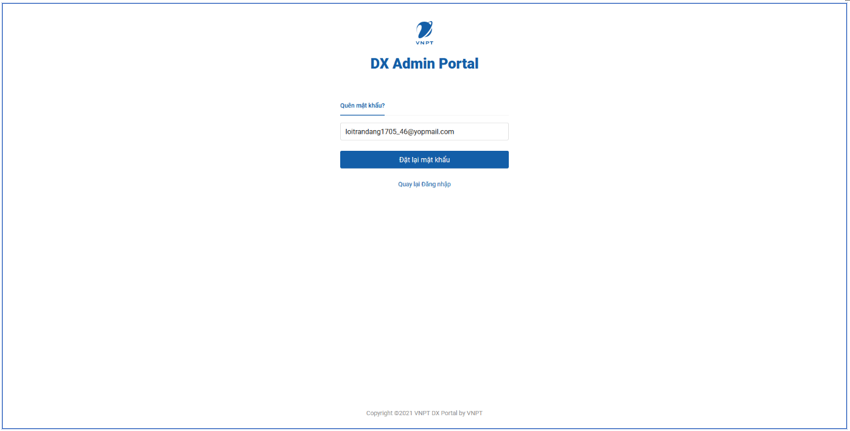 VNPT
DX Admin Portal
Quên mật khẩu?
loitrandang1705_46@yopmail.com
Đặt lại mật khẩu
Quay lại Đăng nhập
Copyright ©2021 VNPT DX Portal by VNPT